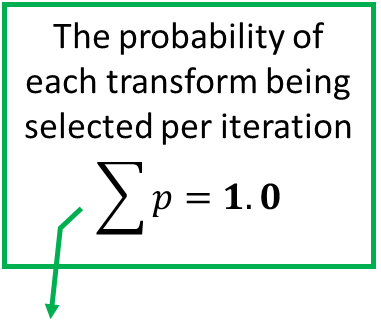 The probability of
each transform being
selected per iteration
∑ p = 1.0